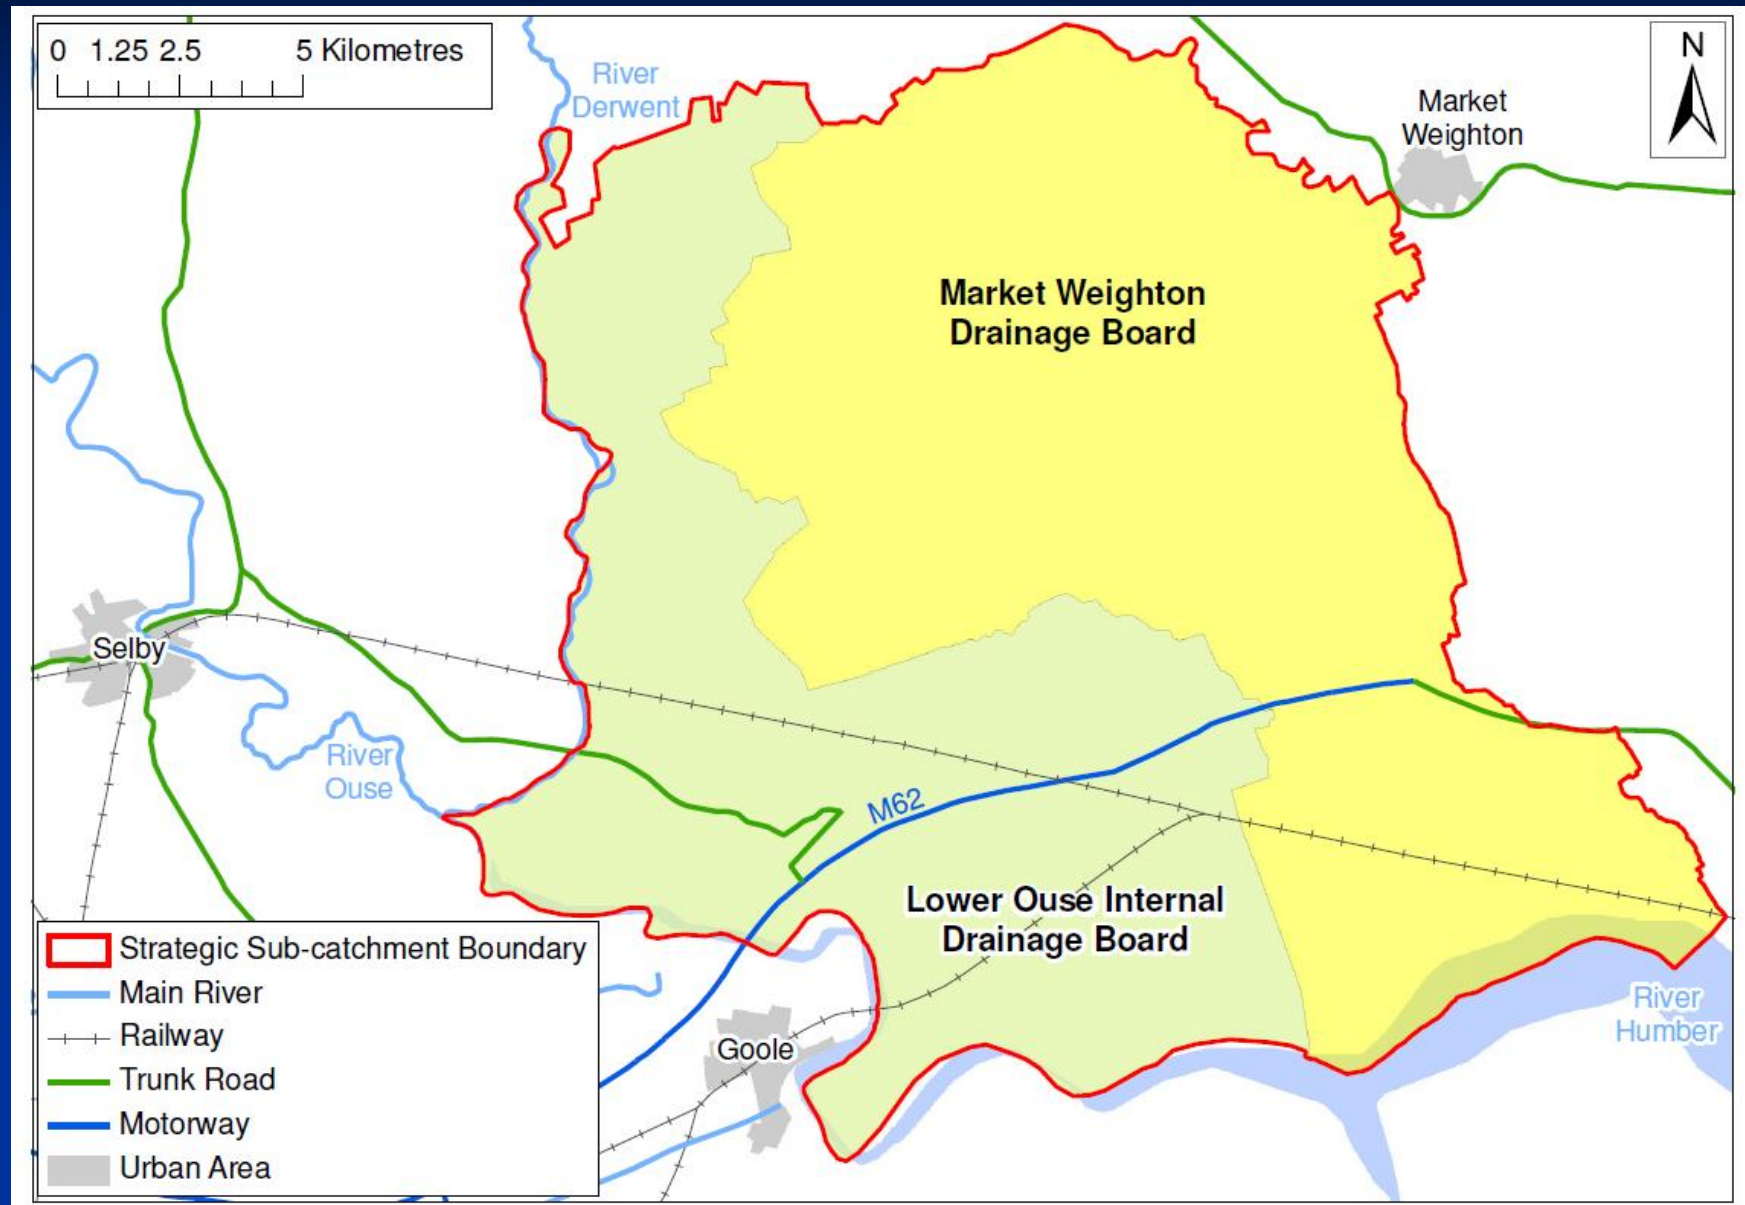 0 1.25 2.5 5 Kilometres
N
River
Derwent
Market
Weighton
Market Weighton
Drainage Board
Selby
River
Ouse
M62
Lower Ouse Internal
Drainage Board
River
Humber
Goole
Strategic Sub-catchment Boundary
Main River
Railway
Trunk Road
Motorway
Urban Area